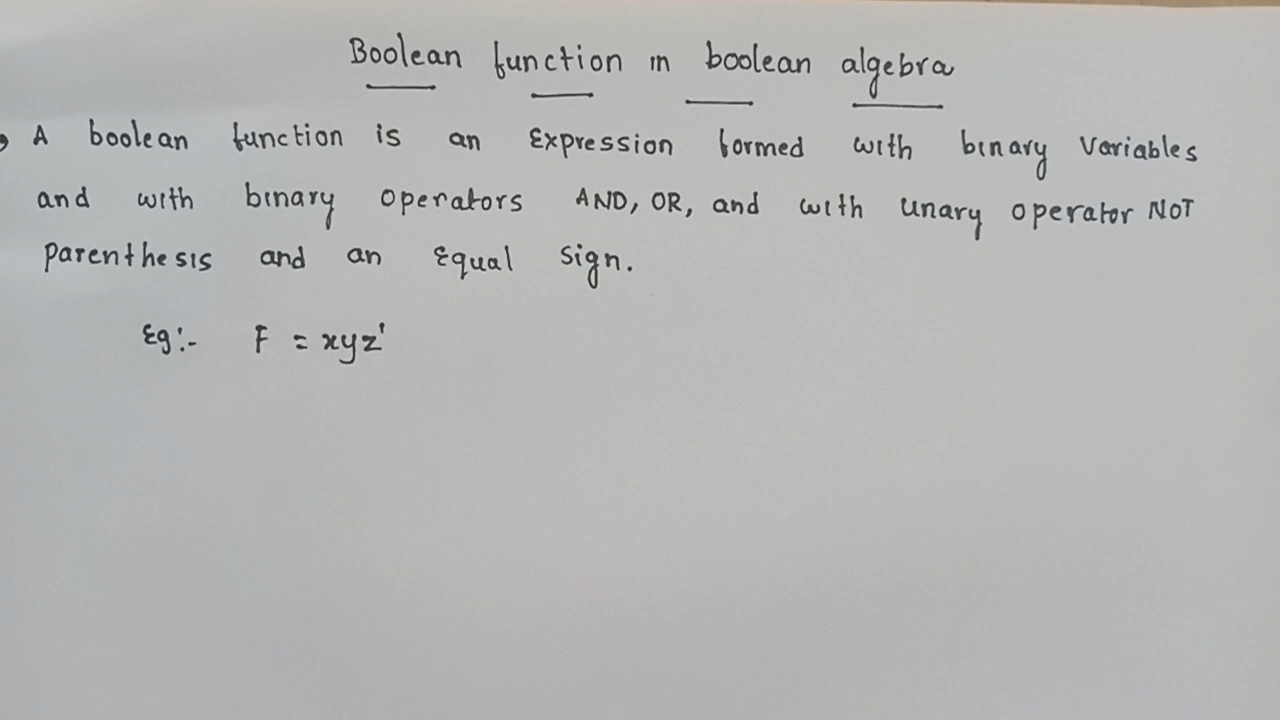 Boolean function in boolean algebra
A boolean function is an Expression formed with binary variables
and with binary operators AND, OR, and with unary operator NOT
parenthesis and an Equal sign.
Eg:- F = xyz'